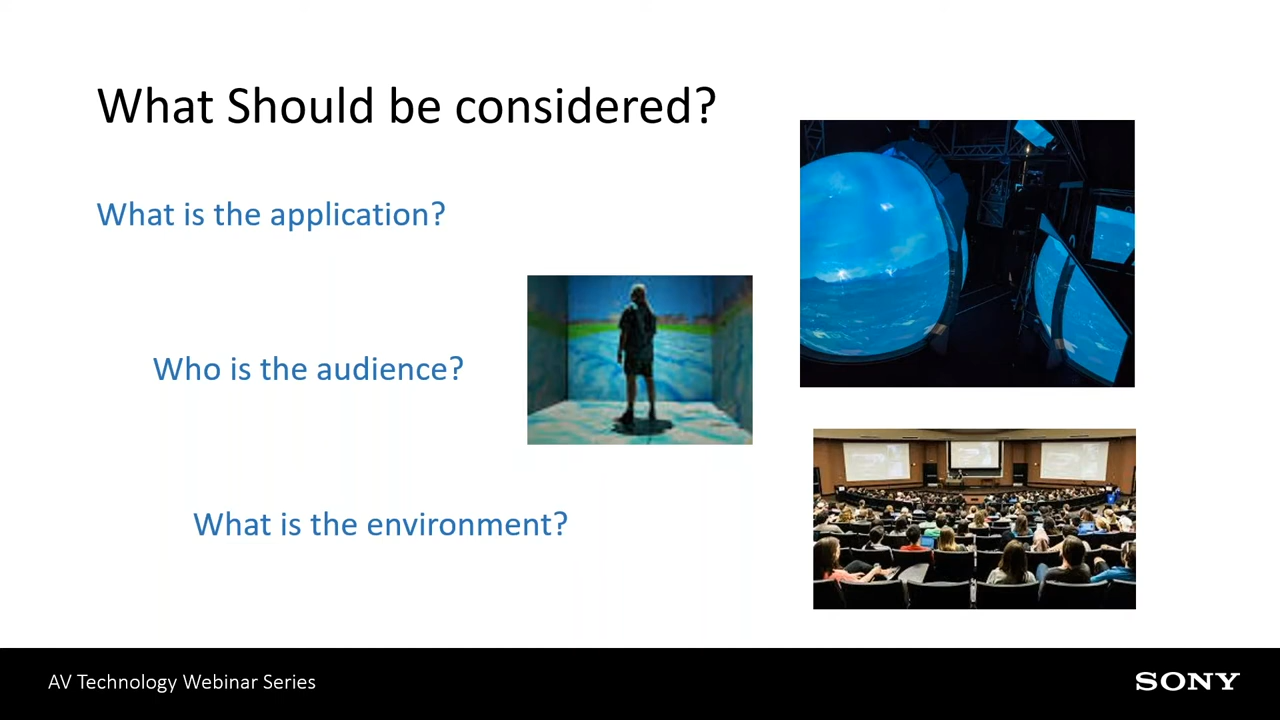 What Should be considered?
What is the application?
Who is the audience?
What is the environment?
AV Technology Webinar Series
SONY